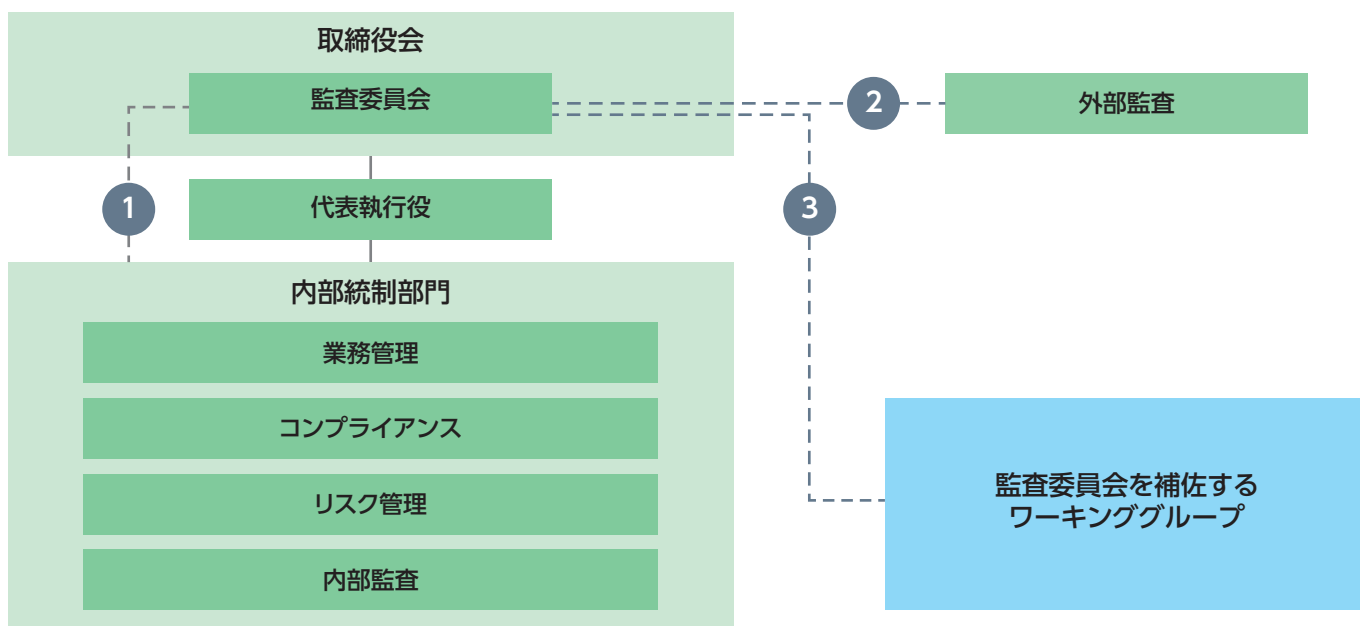 取締役会
監査委員会
2
外部監査
1
代表執行役
3
内部統制部門
業務管理
コンプライアンス
リスク管理
内部監査
監査委員会を補佐する
ワーキンググループ